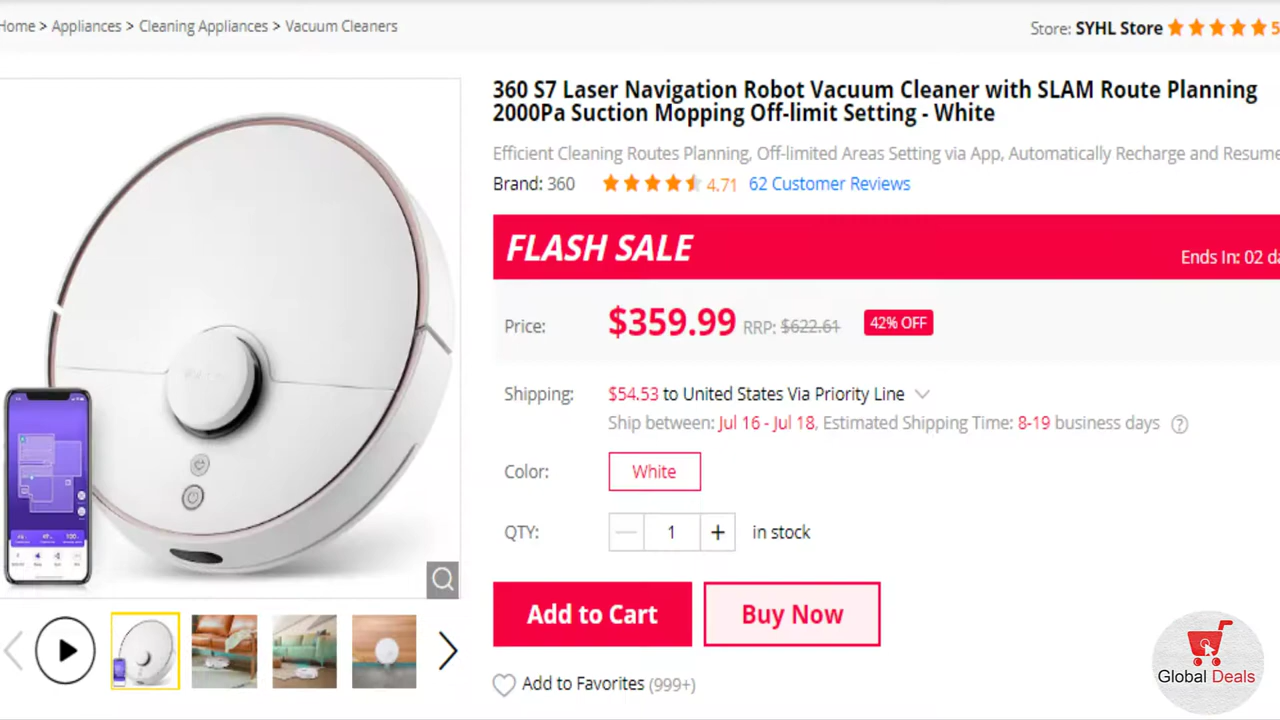 Home > Appliances > Cleaning Appliances > Vacuum Cleaners
Store: SYHL Store
360 S7 Laser Navigation Robot Vacuum Cleaner with SLAM Route Planning
2000Pa Suction Mopping Off-limit Setting - White
Efficient Cleaning Routes Planning, Off-limited Areas Setting via App, Automatically Recharge and Resume
Brand: 360 4.71 62 Customer Reviews
FLASH SALE
Ends In: 02
Price: $359.99 RRP: $622.61 42% OFF
Shipping: $54.53 to United States Via Priority Line
Ship between: Jul 16 - Jul 18, Estimated Shipping Time: 8-19 business days ?
Color: White
QTY: — 1 + in stock
Add to Cart Buy Now
Add to Favorites (999+)
Global Deals